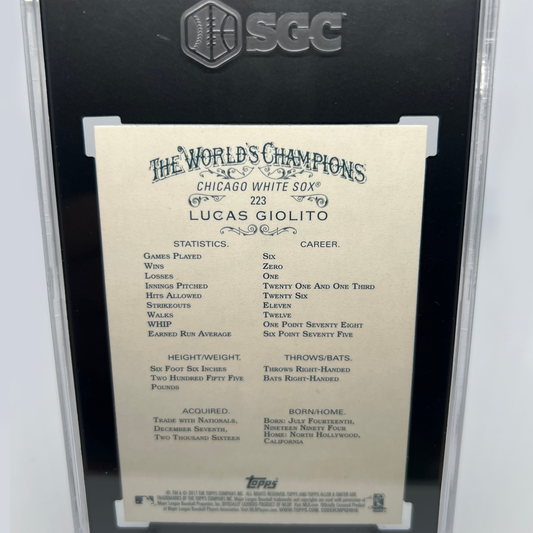 SGC
THE WORLD'S CHAMPIONS
CHICAGO WHITE SOX®
223
LUCAS GIOLITO
STATISTICS. CAREER.
GAMES PLAYED SIX
WINS ZERO
LOSSES ONE
INNINGS PITCHED TWENTY ONE AND ONE THIRD
HITS ALLOWED TWENTY SIX
STRIKEOUTS ELEVEN
WALKS TWELVE
WHIP ONE POINT SEVENTY EIGHT
EARNED RUN AVERAGE SIX POINT SEVENTY FIVE
HEIGHT/WEIGHT.
SIX FOOT SIX INCHES
TWO HUNDRED FIFTY FIVE
POUNDS
THROWS/BATS.
THROWS RIGHT-HANDED
BATS RIGHT-HANDED
ACQUIRED.
TRADE WITH NATIONALS,
DECEMBER SEVENTH,
TWO THOUSAND SIXTEEN
BORN/HOME.
BORN: JULY FOURTEENTH,
NINETEEN NINETY FOUR
HOME: NORTH HOLLYWOOD,
CALIFORNIA
Topps